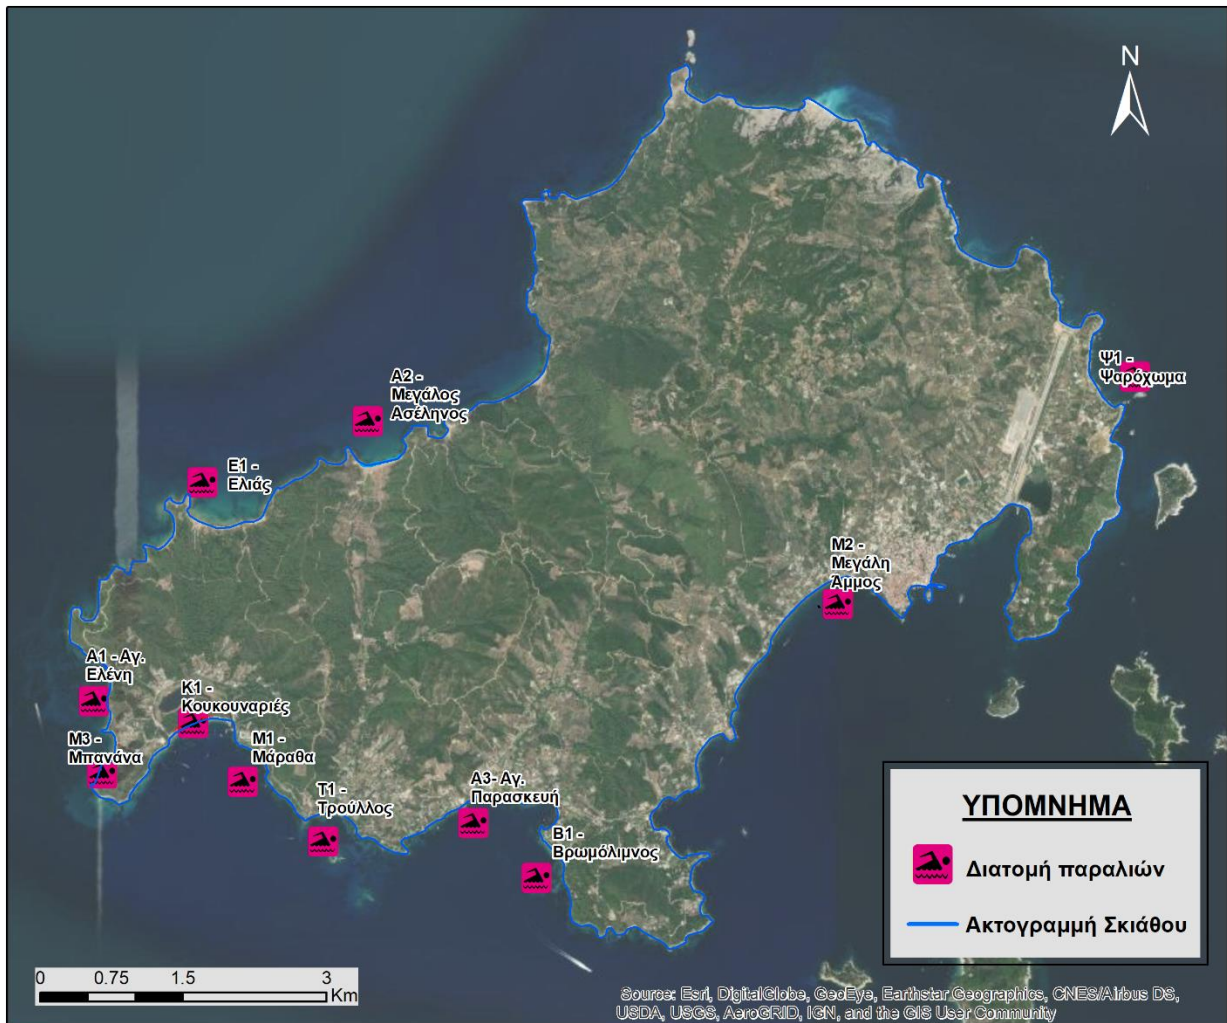 N
Ψ1 -
Ψαρόχωμα
Α2 -
Μεγάλος
Ασέληνος
Ε1 -
Ελιάς
Μ2 -
Μεγάλη
Άμμος
Α1 - Αγ.
Ελένη
Κ1 -
Κουκουναριές
Μ3 -
Μπανάνα
Μ1 -
Μάραθα
Τ1 -
Τρούλλος
Α3- Αγ.
Παρασκευή
Β1 -
Βρωμόλιμνος
ΥΠΟΜΝΗΜΑ
Διατομή παραλιών
Ακτογραμμή Σκιάθου
0 0.75 1.5 3
Km
Source: Esri, DigitalGlobe, GeoEye, Earthstar Geographics, CNES/Airbus DS,
USDA, USGS, AeroGRID, IGN, and the GIS User Community